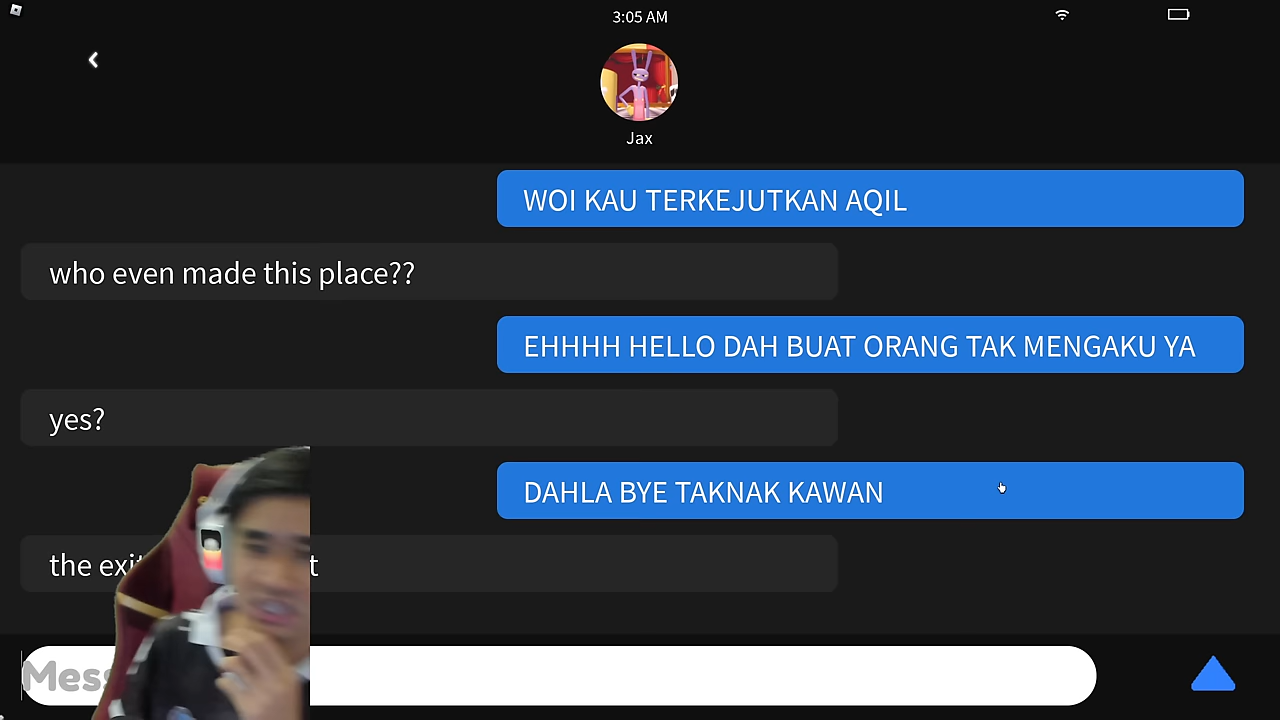 3:05 AM
Jax
WOI KAU TERKEJUTKAN AQIL
who even made this place??
EHHHH HELLO DAH BUAT ORANG TAK MENGAKU YA
yes?
DAHLA BYE TAKNAK KAWAN
the